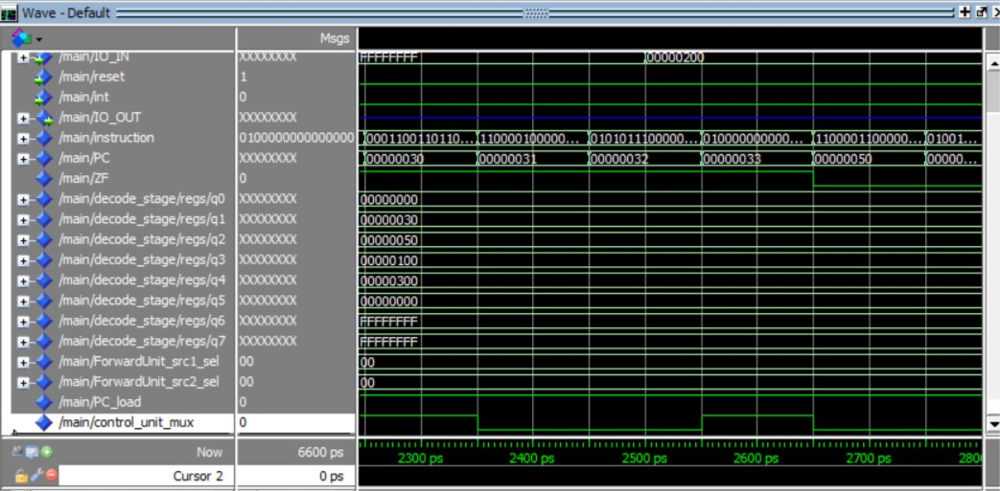 Wave - Default
Msgs
/main/IO_IN XXXXXXXX FFFFFFFF 00000200
/main/reset 1
/main/int 0
/main/IO_OUT XXXXXXXX
/main/instruction 0100000000000000 0001100110110... 110000100000... 0101011100000... 010000000000... 1100001100000... 01001...
/main/PC XXXXXXXX 00000030 00000031 00000032 00000033 00000050 00000...
/main/ZF 0
/main/decode_stage/regs/q0 XXXXXXXX 00000000
/main/decode_stage/regs/q1 XXXXXXXX 00000030
/main/decode_stage/regs/q2 XXXXXXXX 00000050
/main/decode_stage/regs/q3 XXXXXXXX 00000100
/main/decode_stage/regs/q4 XXXXXXXX 00000300
/main/decode_stage/regs/q5 XXXXXXXX 00000000
/main/decode_stage/regs/q6 XXXXXXXX FFFFFFFF
/main/decode_stage/regs/q7 XXXXXXXX FFFFFFFF
/main/ForwardUnit_src1_sel 00 00
/main/ForwardUnit_src2_sel 00 00
/main/PC_load 0
/main/control_unit_mux 0
Now 6600 ps 2300 ps 2400 ps 2500 ps 2600 ps 2700 ps 280
Cursor 2 0 ps